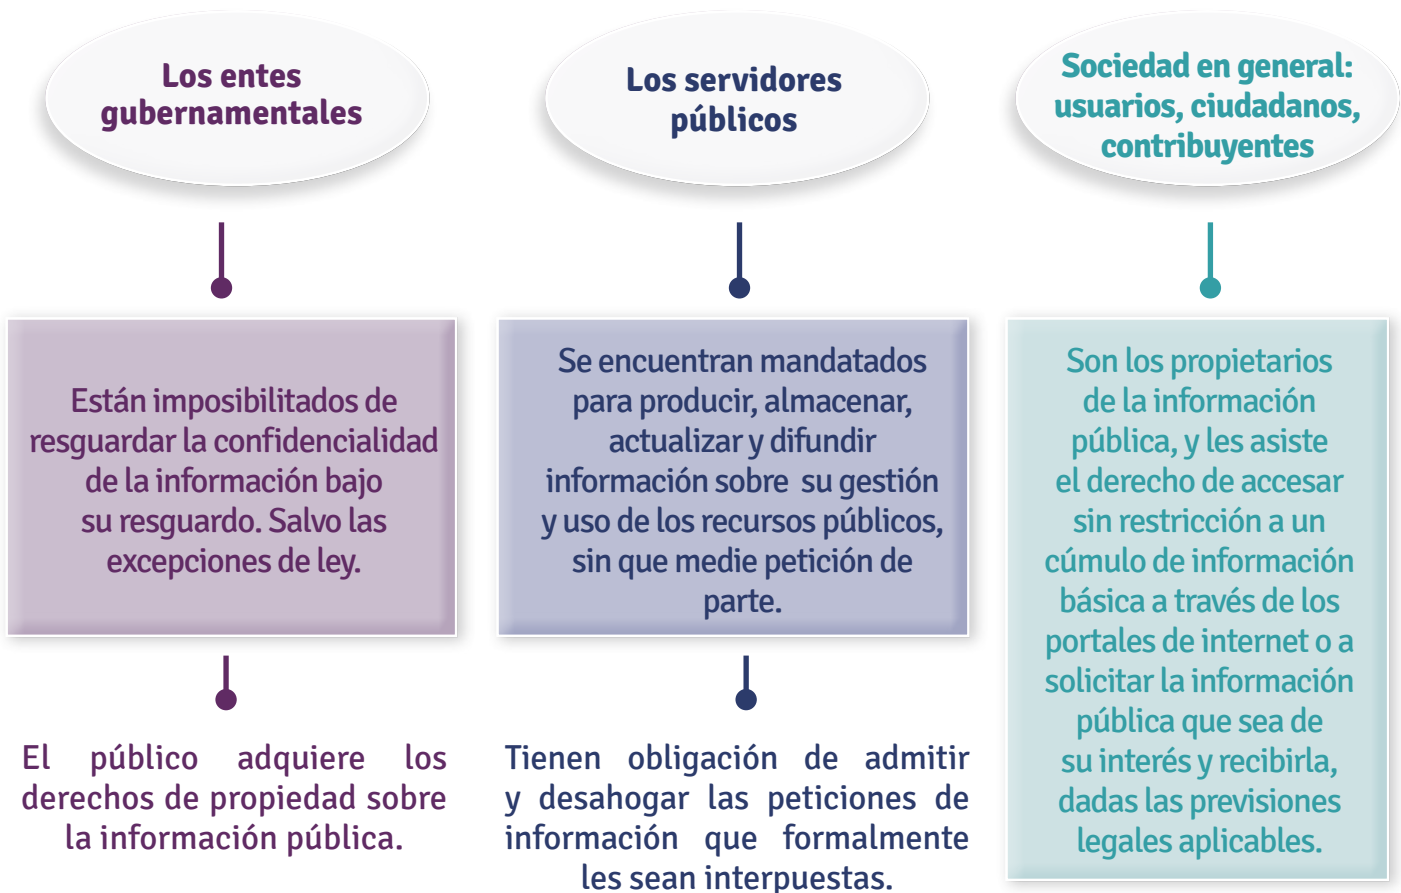 Los entes
gubernamentales
Están imposibilitados de
resguardar la confidencialidad
de la información bajo
su resguardo. Salvo las
excepciones de ley.
El público adquiere los
derechos de propiedad sobre
la información pública.
Los servidores
públicos
Se encuentran mandatados
para producir, almacenar,
actualizar y difundir
información sobre su gestión
y uso de los recursos públicos,
sin que medie petición de
parte.
Tienen obligación de admitir
y desahogar las peticiones de
información que formalmente
les sean interpuestas.
Sociedad en general:
usuarios, ciudadanos,
contribuyentes
Son los propietarios
de la información
pública, y les asiste
el derecho de accesar
sin restricción a un
cúmulo de información
básica a través de los
portales de internet o a
solicitar la información
pública que sea de
su interés y recibirla,
dadas las previsiones
legales aplicables.